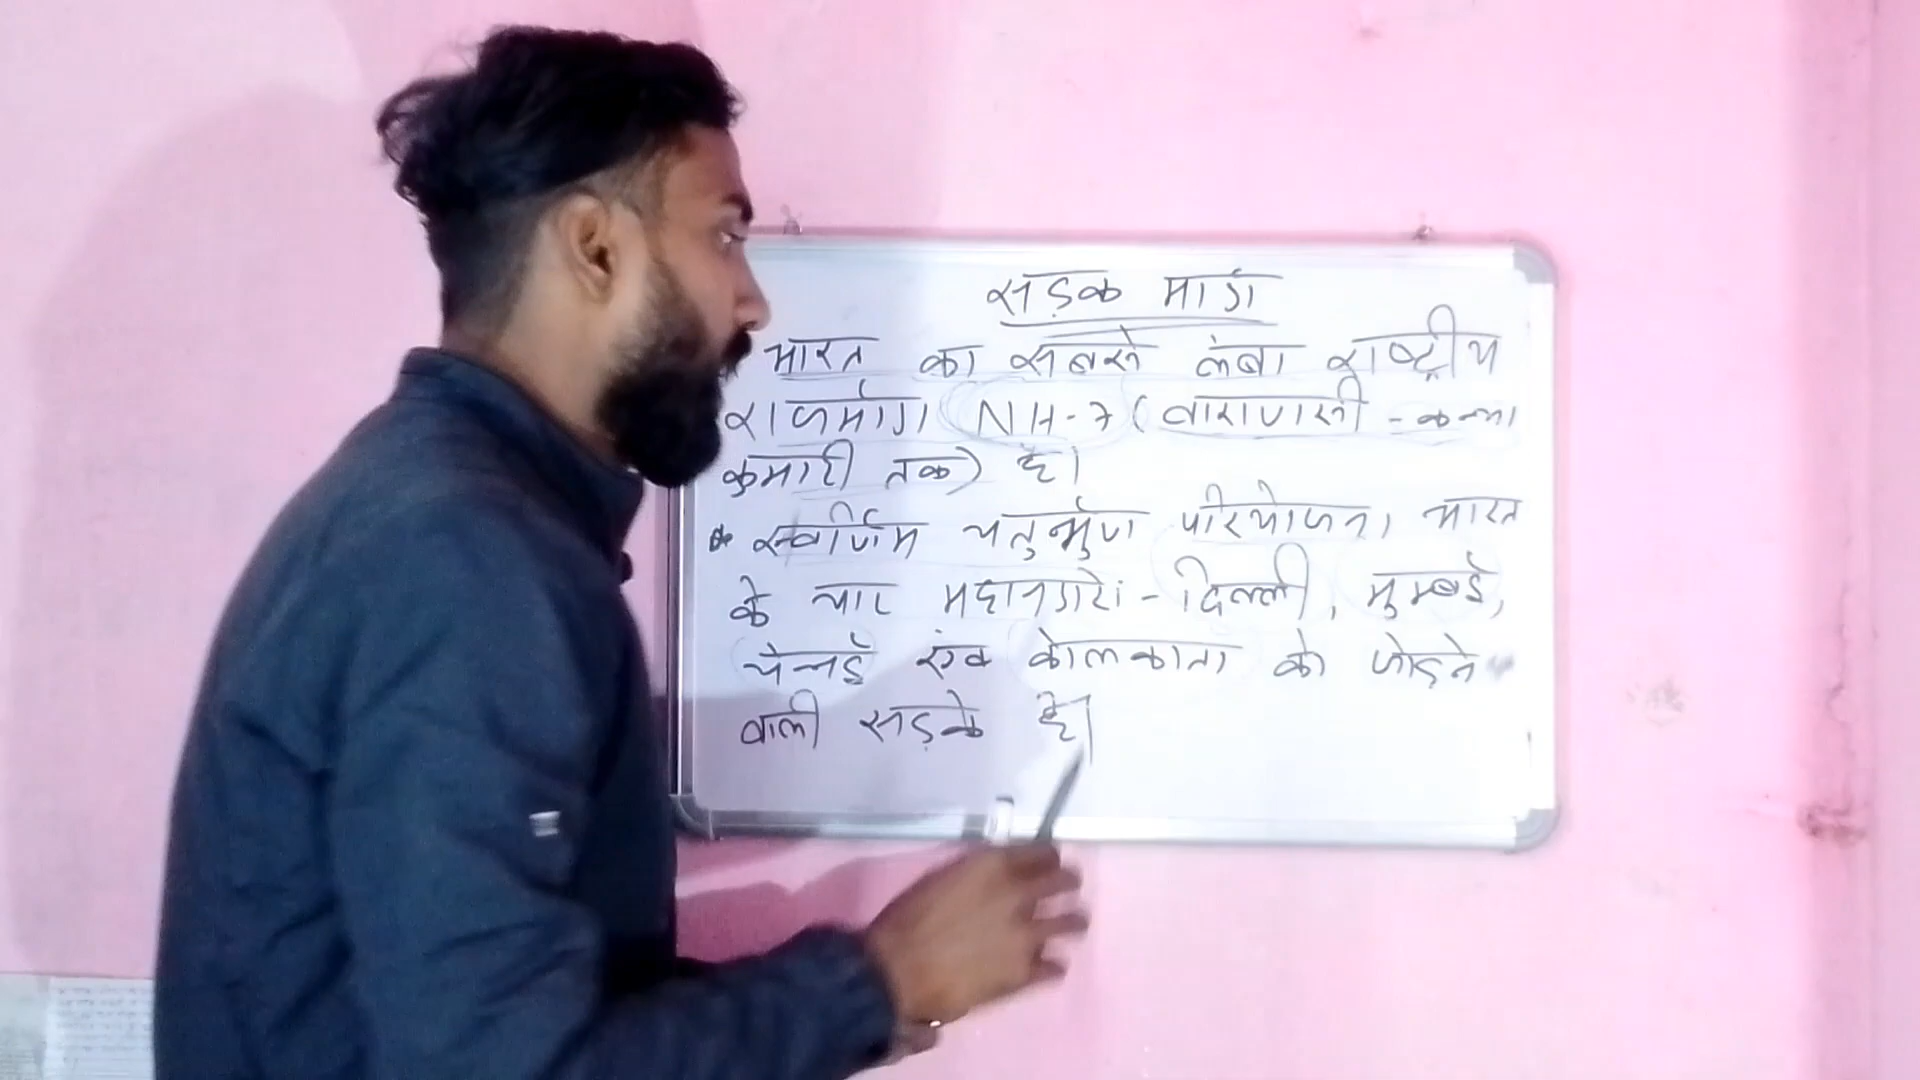 सड़क मार्ग
भारत का सबसे लंबा राष्ट्रीय
राजमार्ग NH-7 (वाराणसी - कन्या
कुमारी तक) है।
* स्वर्णिम चतुर्भुज परियोजना भारत
के चार महानगरों - दिल्ली, मुम्बई,
चेन्नई एंव कोलकाता को जोड़ने
वाली सड़के है।